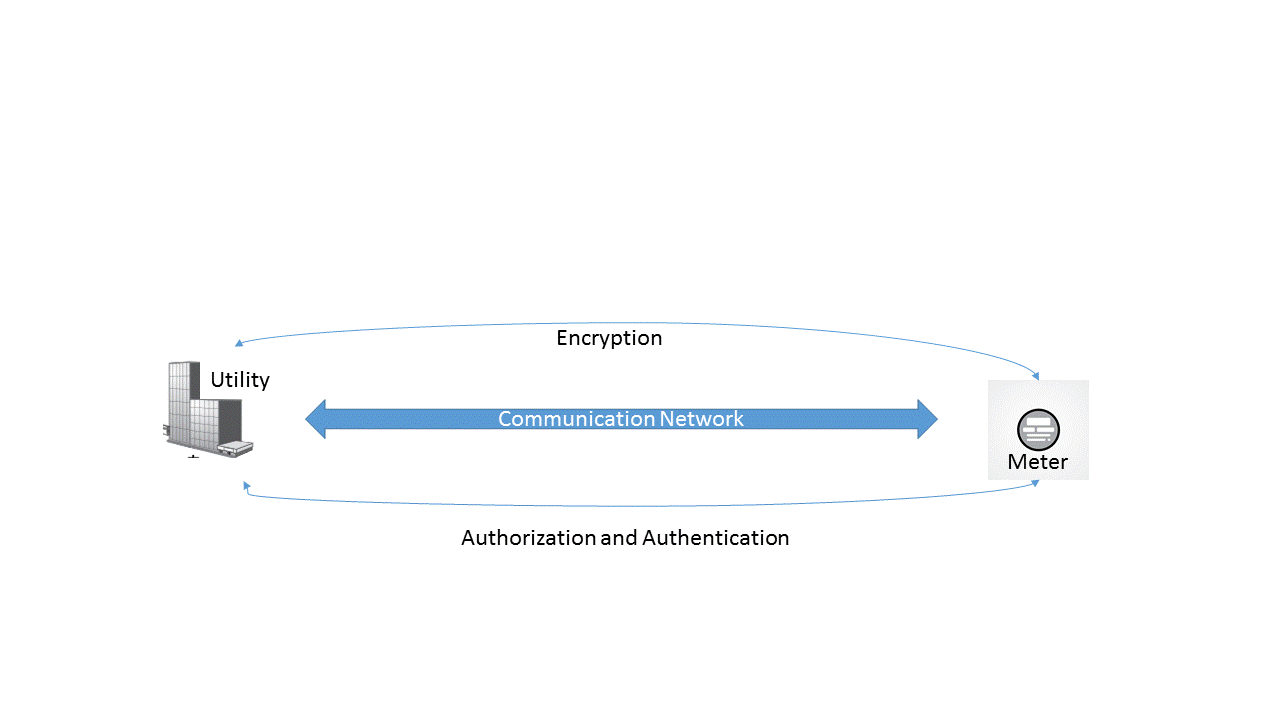 Encryption
Utility
Communication Network
Meter
Authorization and Authentication